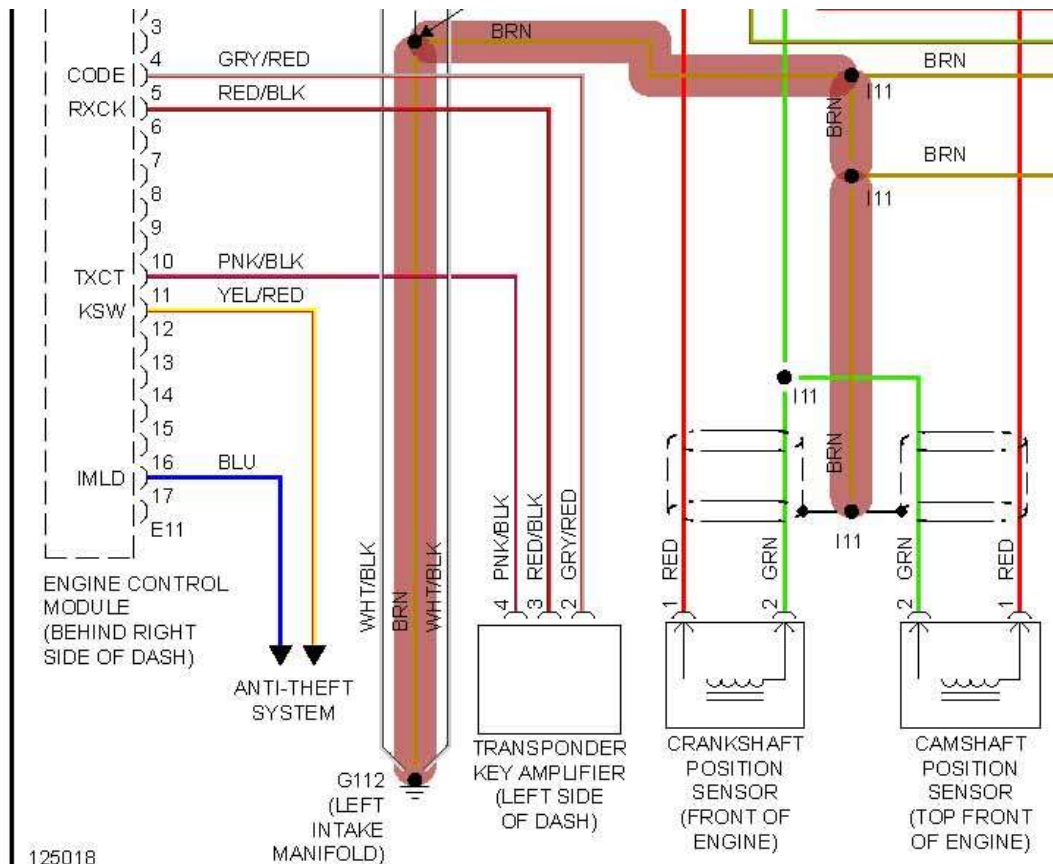 3
BRN
4
CODE
GRY/RED
BRN
5
RXCK
RED/BLK
I11
BRN
6
7
BRN
8
I11
9
10
TXCT
PNK/BLK
11
KSW
YEL/RED
12
13
14
I11
15
16
IMLD
BLU
BRN
17
E11
I11
WHT/BLK
BRN
WHT/BLK
PNK/BLK
RED/BLK
GRY/RED
RED
GRN
GRN
RED
4
3
2
1
2
2
1
ENGINE CONTROL
MODULE
(BEHIND RIGHT
SIDE OF DASH)
ANTI-THEFT
SYSTEM
G112
(LEFT
INTAKE
MANIFOLD)
TRANSPONDER
KEY AMPLIFIER
(LEFT SIDE
OF DASH)
CRANKSHAFT
POSITION
SENSOR
(FRONT OF
ENGINE)
CAMSHAFT
POSITION
SENSOR
(TOP FRONT
OF ENGINE)
125018